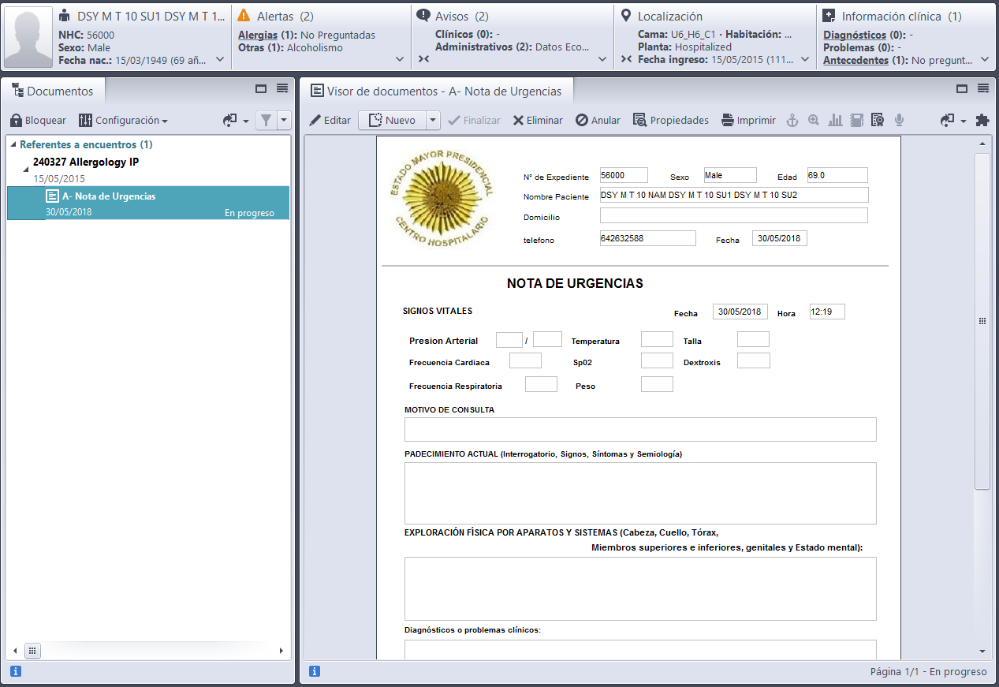 DSY M T 10 SU1 DSY M T 1...
NHC: 56000
Sexo: Male
Fecha nac.: 15/03/1949 (69 añ...
Alertas (2)
Alergias (1): No Preguntadas
Otras (1): Alcoholismo
Avisos (2)
Clínicos (0): -
Administrativos (2): Datos Eco...
Localización
Cama: U6_H6_C1 · Habitación: ...
Planta: Hospitalized
Fecha ingreso: 15/05/2015 (111...
Información clínica (1)
Diagnósticos (0): -
Problemas (0): -
Antecedentes (1): No pregunt...
Documentos
Bloquear Configuración
Referentes a encuentros (1)
240327 Allergology IP
15/05/2015
A- Nota de Urgencias
30/05/2018 En progreso
Visor de documentos - A- Nota de Urgencias
Editar Nuevo Finalizar Eliminar Anular Propiedades Imprimir
ESTADO MAYOR PRESIDENCIAL
CENTRO HOSPITALARIO
N° de Expediente 56000 Sexo Male Edad 69.0
Nombre Paciente DSY M T 10 NAM DSY M T 10 SU1 DSY M T 10 SU2
Domicilio
telefono 642632588 Fecha 30/05/2018
NOTA DE URGENCIAS
SIGNOS VITALES Fecha 30/05/2018 Hora 12:19
Presion Arterial / Temperatura Talla
Frecuencia Cardiaca Sp02 Dextroxis
Frecuencia Respiratoria Peso
MOTIVO DE CONSULTA
PADECIMIENTO ACTUAL (Interrogatorio, Signos, Síntomas y Semiología)
EXPLORACIÓN FÍSICA POR APARATOS Y SISTEMAS (Cabeza, Cuello, Tórax,
Miembros superiores e inferiores, genitales y Estado mental):
Diagnósticos o problemas clínicos:
Página 1/1 - En progreso